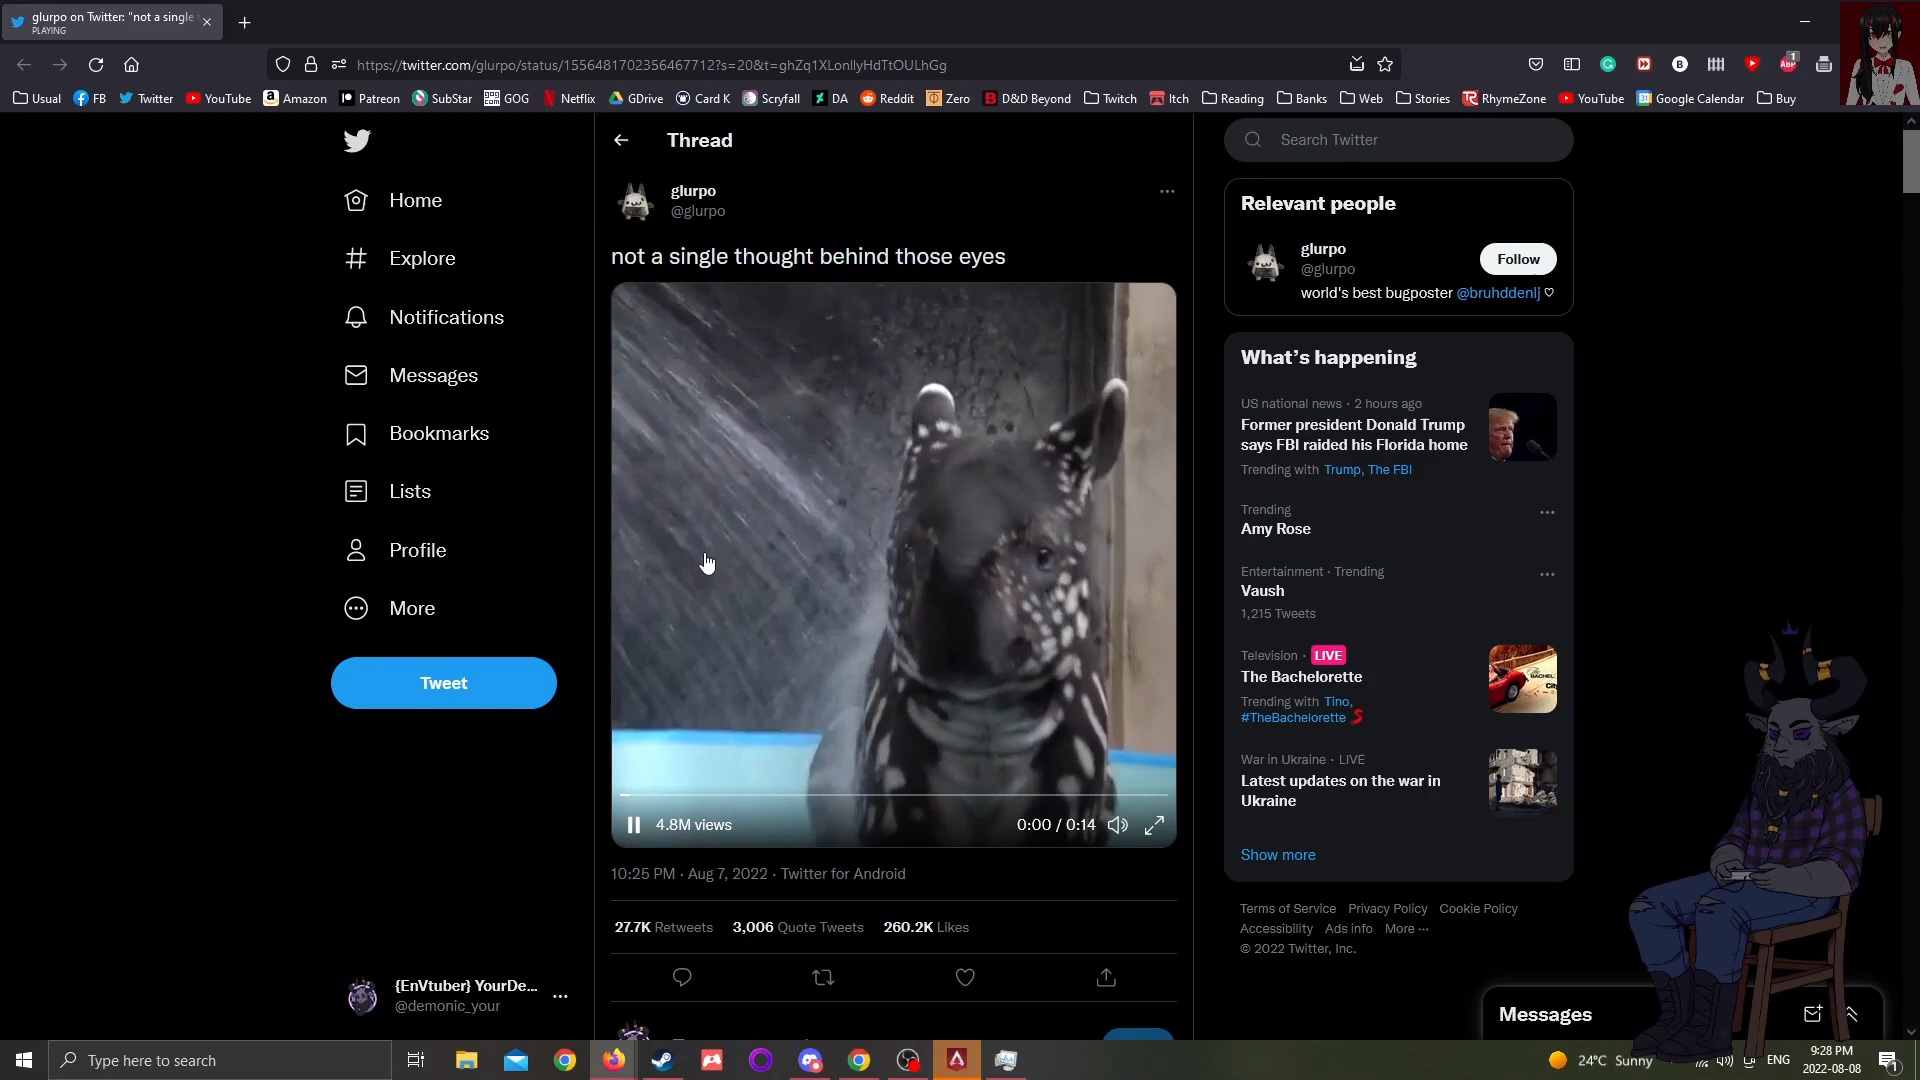 glurpo on Twitter: "not a single
PLAYING
https://twitter.com/glurpo/status/1556481702356467712?s=20&t=ghZq1XLonllyHdTtOULhGg
Usual FB Twitter YouTube Amazon Patreon SubStar GOG Netflix GDrive Card K Scryfall DA Reddit Zero D&D Beyond Twitch Itch Reading Banks Web Stories RhymeZone YouTube Google Calendar Buy
Home
Explore
Notifications
Messages
Bookmarks
Lists
Profile
More
Tweet
{EnVtuber} YourDe...
@demonic_your
Thread
glurpo
@glurpo
not a single thought behind those eyes
4.8M views
0:00 / 0:14
10:25 PM · Aug 7, 2022 · Twitter for Android
27.7K Retweets 3,006 Quote Tweets 260.2K Likes
Search Twitter
Relevant people
glurpo
@glurpo
Follow
world's best bugposter @bruhddenlj ♡
What's happening
US national news · 2 hours ago
Former president Donald Trump
says FBI raided his Florida home
Trending with Trump, The FBI
Trending
Amy Rose
Entertainment · Trending
Vaush
1,215 Tweets
Television · LIVE
The Bachelorette
Trending with Tino,
#TheBachelorette
War in Ukraine · LIVE
Latest updates on the war in
Ukraine
Show more
Terms of Service Privacy Policy Cookie Policy
Accessibility Ads info More ···
© 2022 Twitter, Inc.
Messages
Type here to search
24°C Sunny
ENG
9:28 PM
2022-08-08